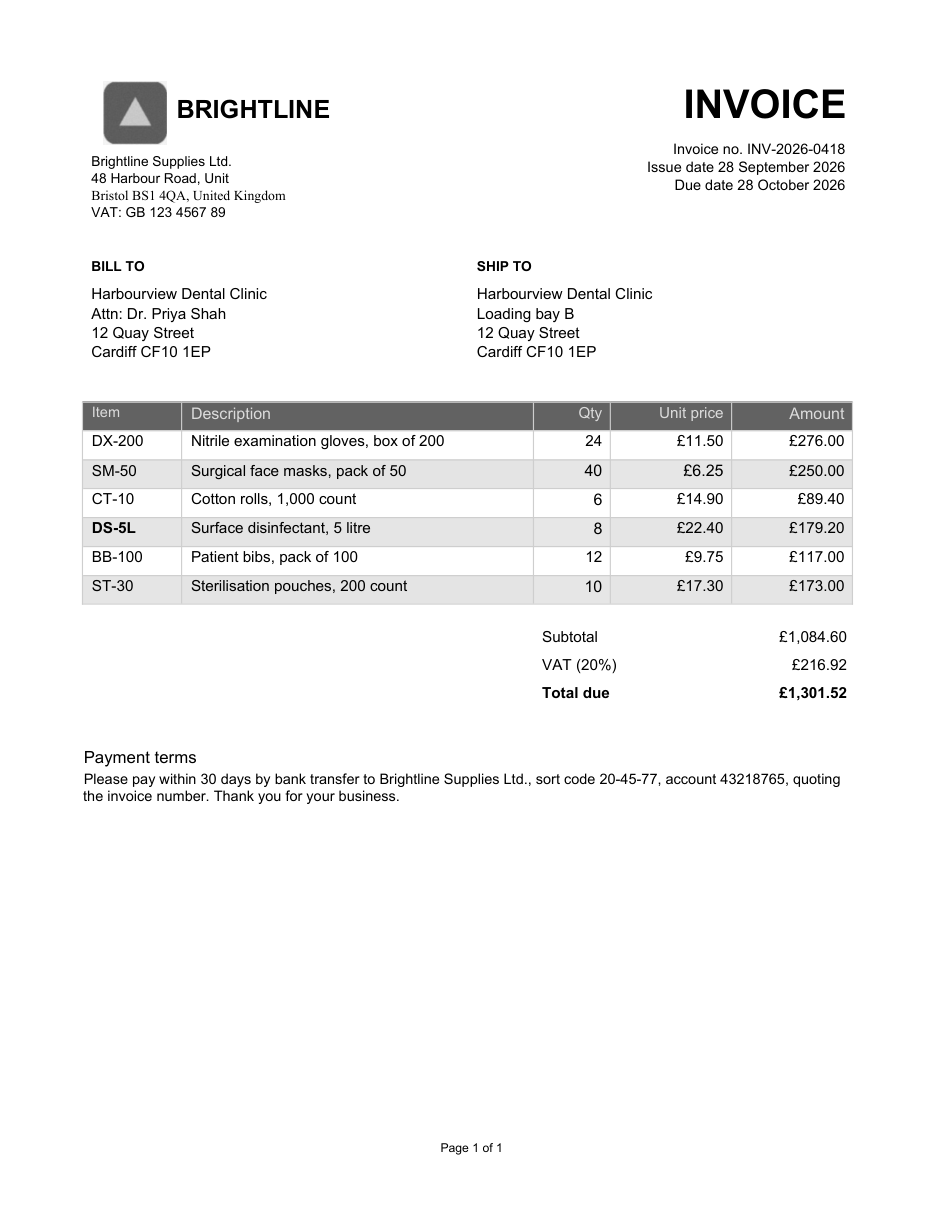 BRIGHTLINE
INVOICE
Brightline Supplies Ltd.
48 Harbour Road, Unit
Bristol BS1 4QA, United Kingdom
VAT: GB 123 4567 89
Invoice no. INV-2026-0418
Issue date 28 September 2026
Due date 28 October 2026
BILL TO
Harbourview Dental Clinic
Attn: Dr. Priya Shah
12 Quay Street
Cardiff CF10 1EP
SHIP TO
Harbourview Dental Clinic
Loading bay B
12 Quay Street
Cardiff CF10 1EP
Item Description Qty Unit price Amount
DX-200 Nitrile examination gloves, box of 200 24 £11.50 £276.00
SM-50 Surgical face masks, pack of 50 40 £6.25 £250.00
CT-10 Cotton rolls, 1,000 count 6 £14.90 £89.40
DS-5L Surface disinfectant, 5 litre 8 £22.40 £179.20
BB-100 Patient bibs, pack of 100 12 £9.75 £117.00
ST-30 Sterilisation pouches, 200 count 10 £17.30 £173.00
Subtotal £1,084.60
VAT (20%) £216.92
Total due £1,301.52
Payment terms
Please pay within 30 days by bank transfer to Brightline Supplies Ltd., sort code 20-45-77, account 43218765, quoting
the invoice number. Thank you for your business.
Page 1 of 1